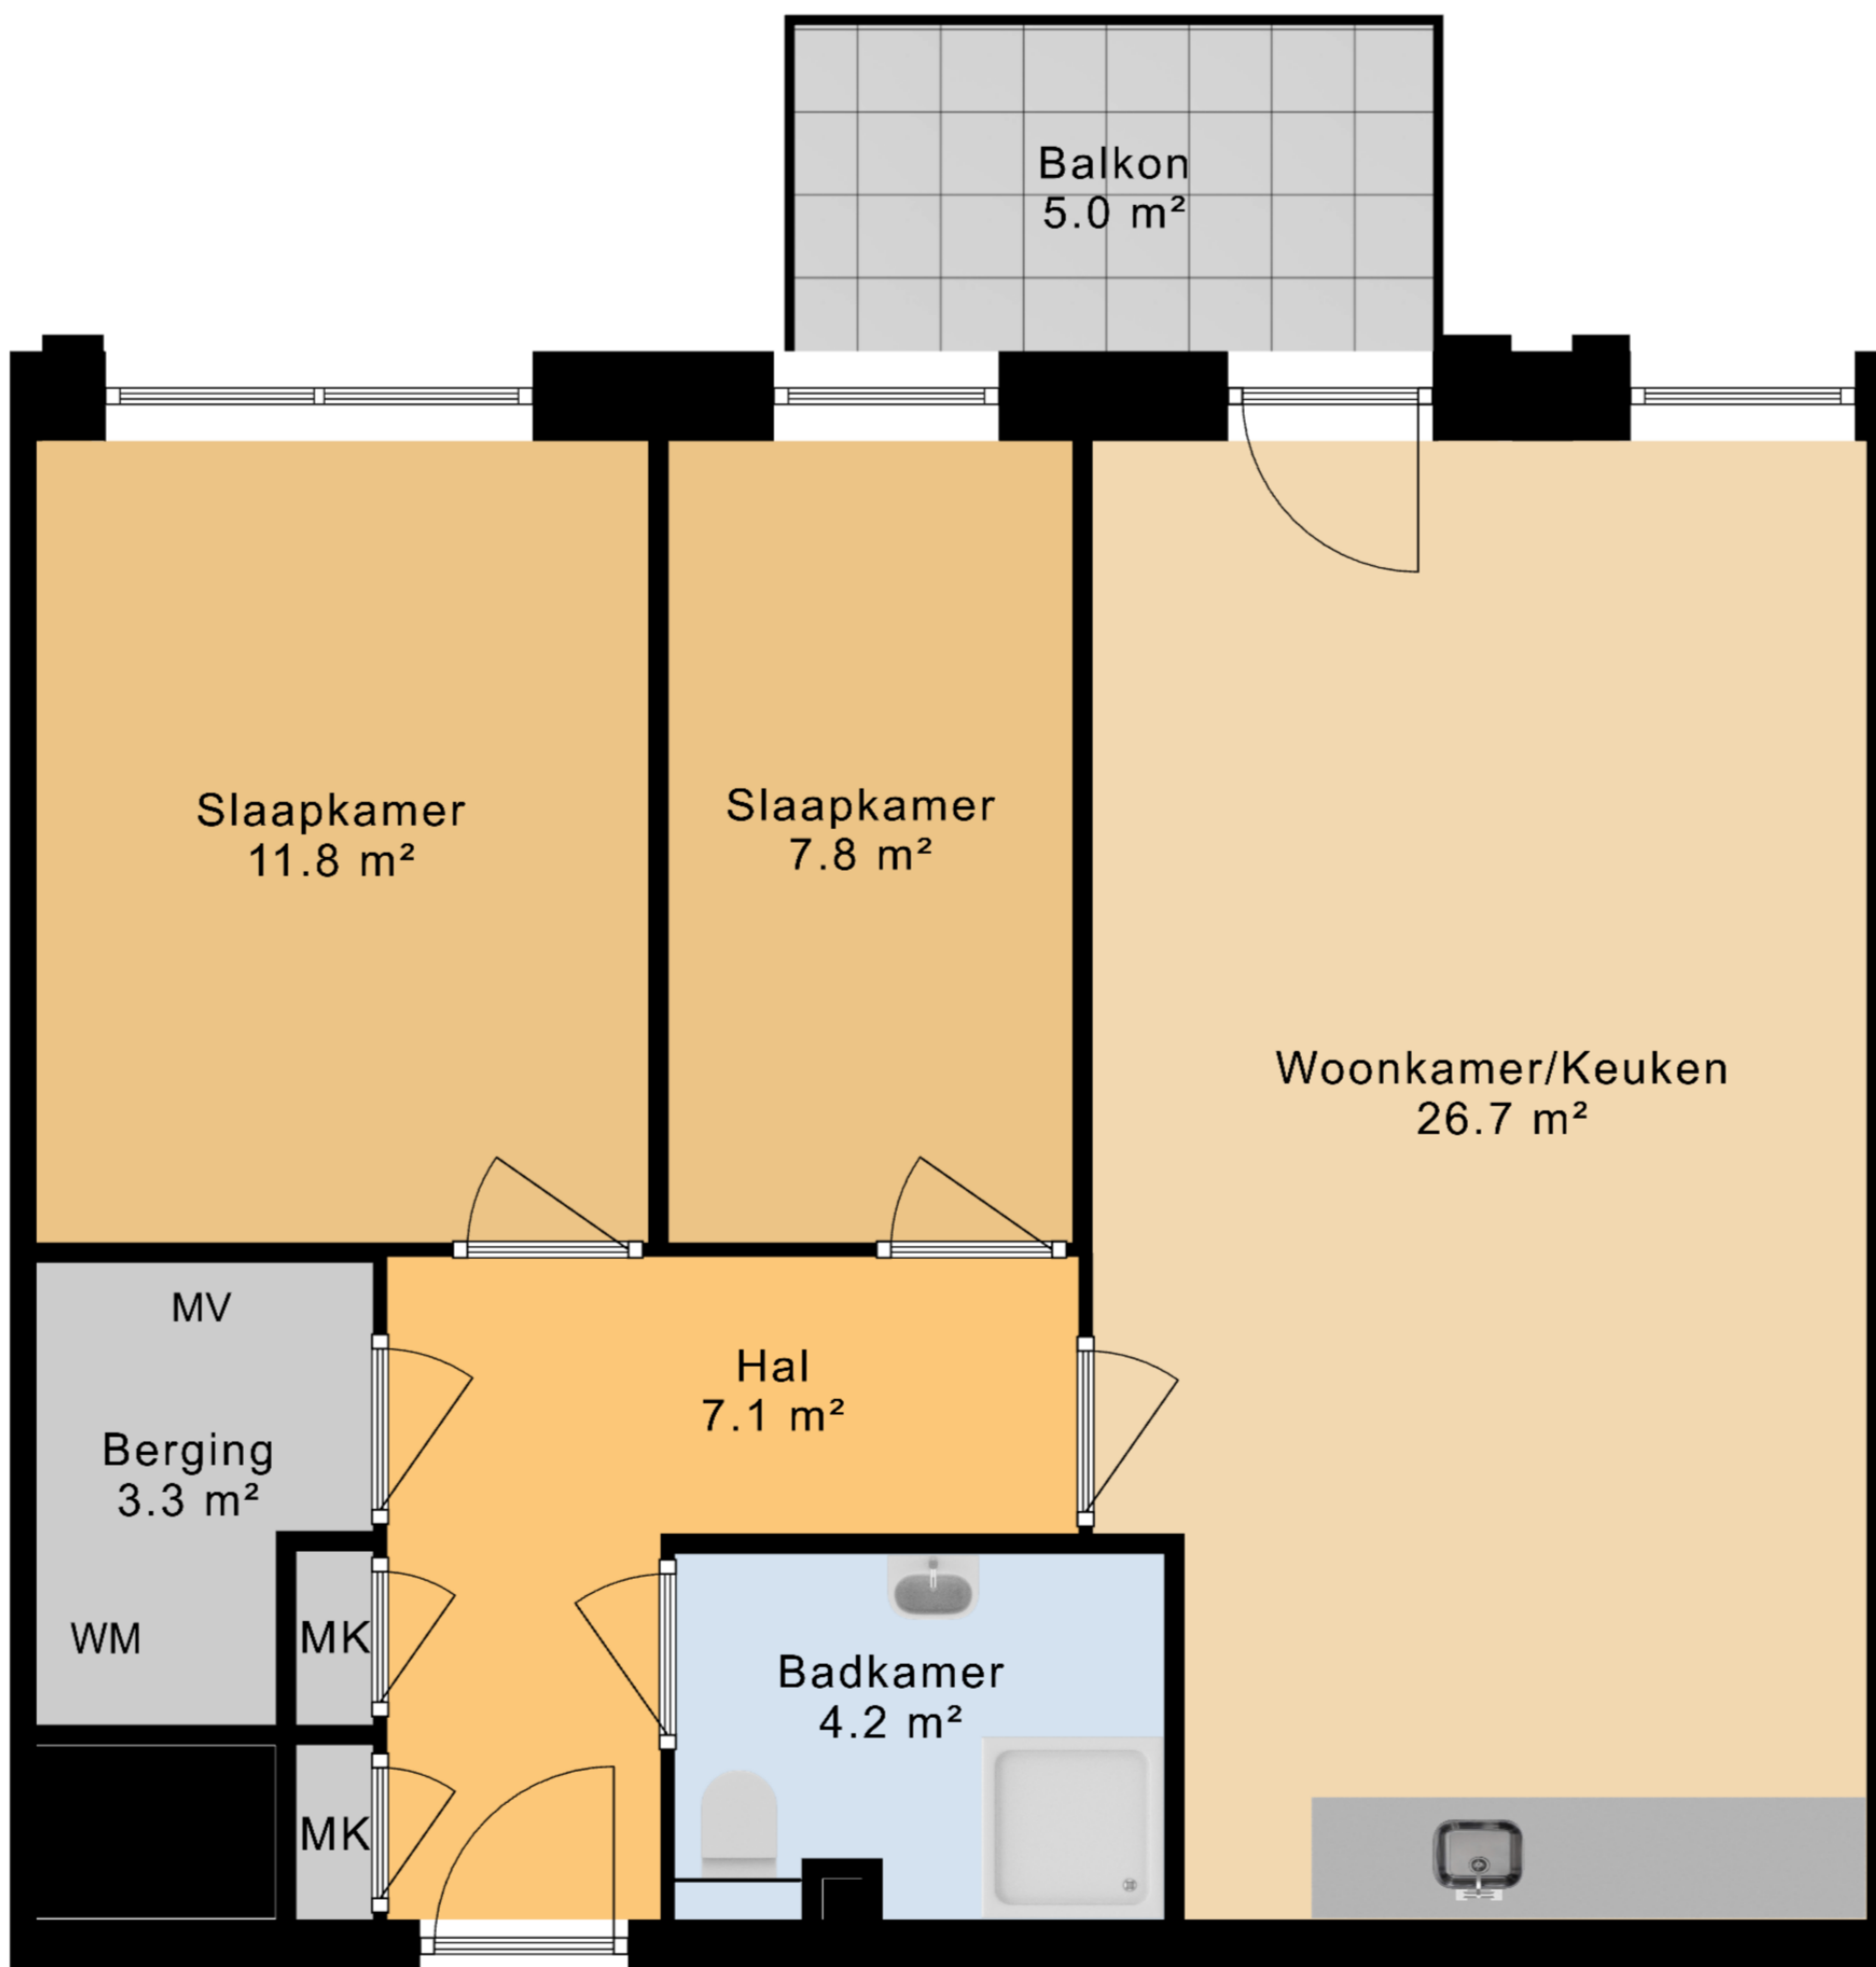 Balkon
5.0 m²
Slaapkamer
11.8 m²
Slaapkamer
7.8 m²
Woonkamer/Keuken
26.7 m²
MV
Hal
7.1 m²
Berging
3.3 m²
WM
MK
Badkamer
4.2 m²
MK